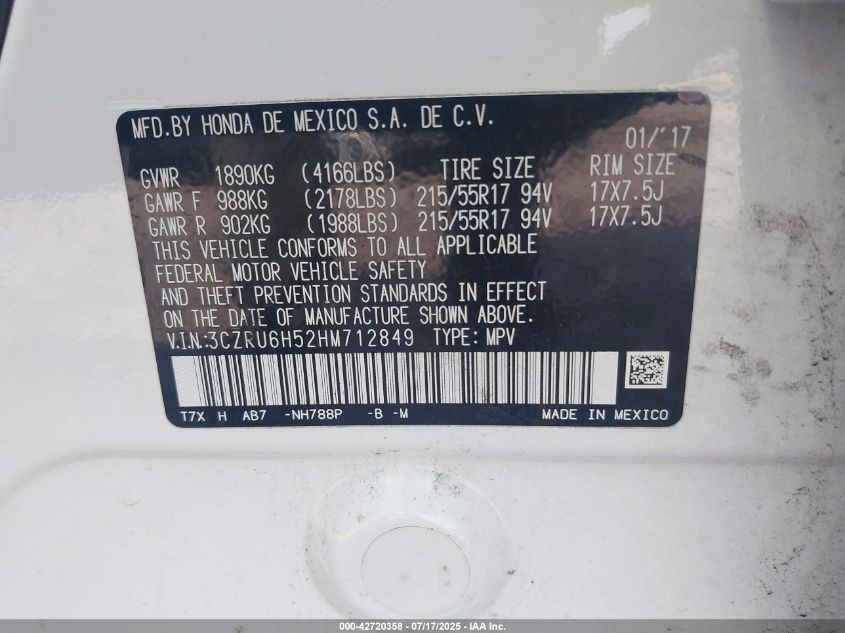 MFD.BY HONDA DE MEXICO S.A. DE C.V.
01/'17
GVWR 1890KG (4166LBS) TIRE SIZE RIM SIZE
GAWR F 988KG (2178LBS) 215/55R17 94V 17X7.5J
GAWR R 902KG (1988LBS) 215/55R17 94V 17X7.5J
THIS VEHICLE CONFORMS TO ALL APPLICABLE
FEDERAL MOTOR VEHICLE SAFETY
AND THEFT PREVENTION STANDARDS IN EFFECT
ON THE DATE OF MANUFACTURE SHOWN ABOVE.
V.I.N.:3CZRU6H52HM712849 TYPE: MPV
T7X H AB7 -NH788P -B -M MADE IN MEXICO
000-42720358 - 07/17/2025 - IAA Inc.